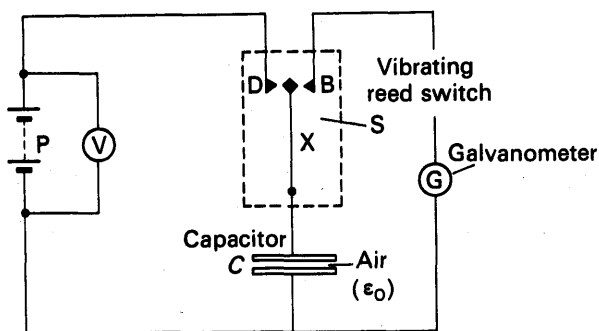 D
B
Vibrating
reed switch
S
P
V
X
Galvanometer
G
Capacitor
C
Air
(ε₀)